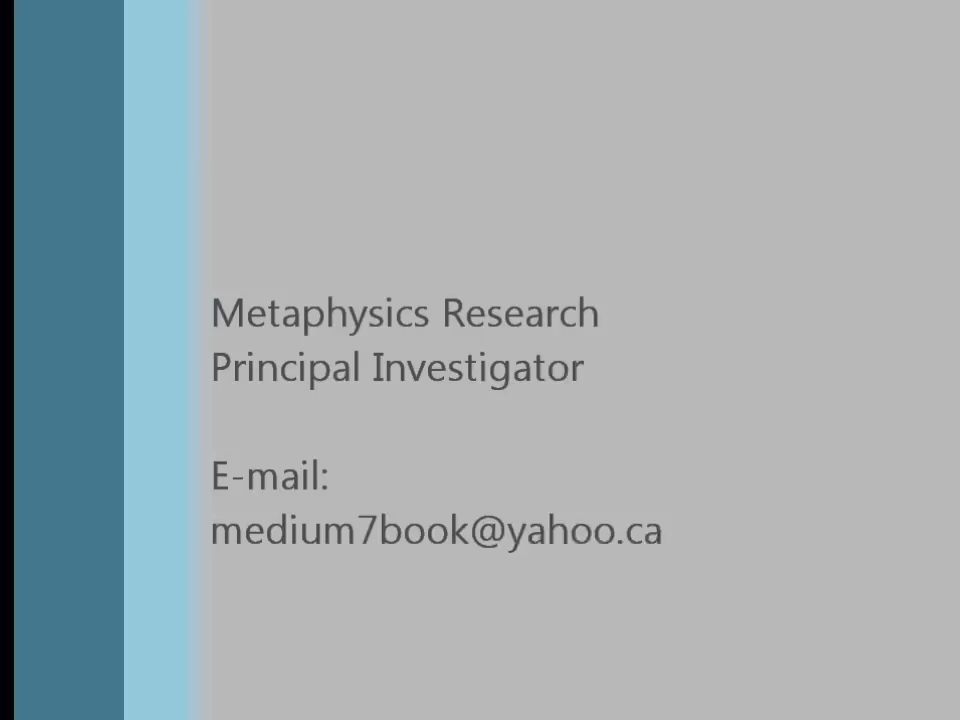 Metaphysics Research
Principal Investigator
E-mail:
medium7book@yahoo.ca